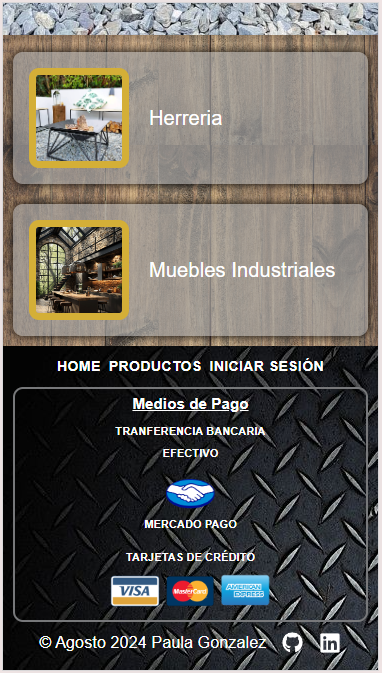 Herreria
Muebles Industriales
HOME PRODUCTOS INICIAR SESIÓN
Medios de Pago
TRANFERENCIA BANCARIA
EFECTIVO
MERCADO PAGO
TARJETAS DE CRÉDITO
VISA MasterCard AMERICAN EXPRESS
© Agosto 2024 Paula Gonzalez in